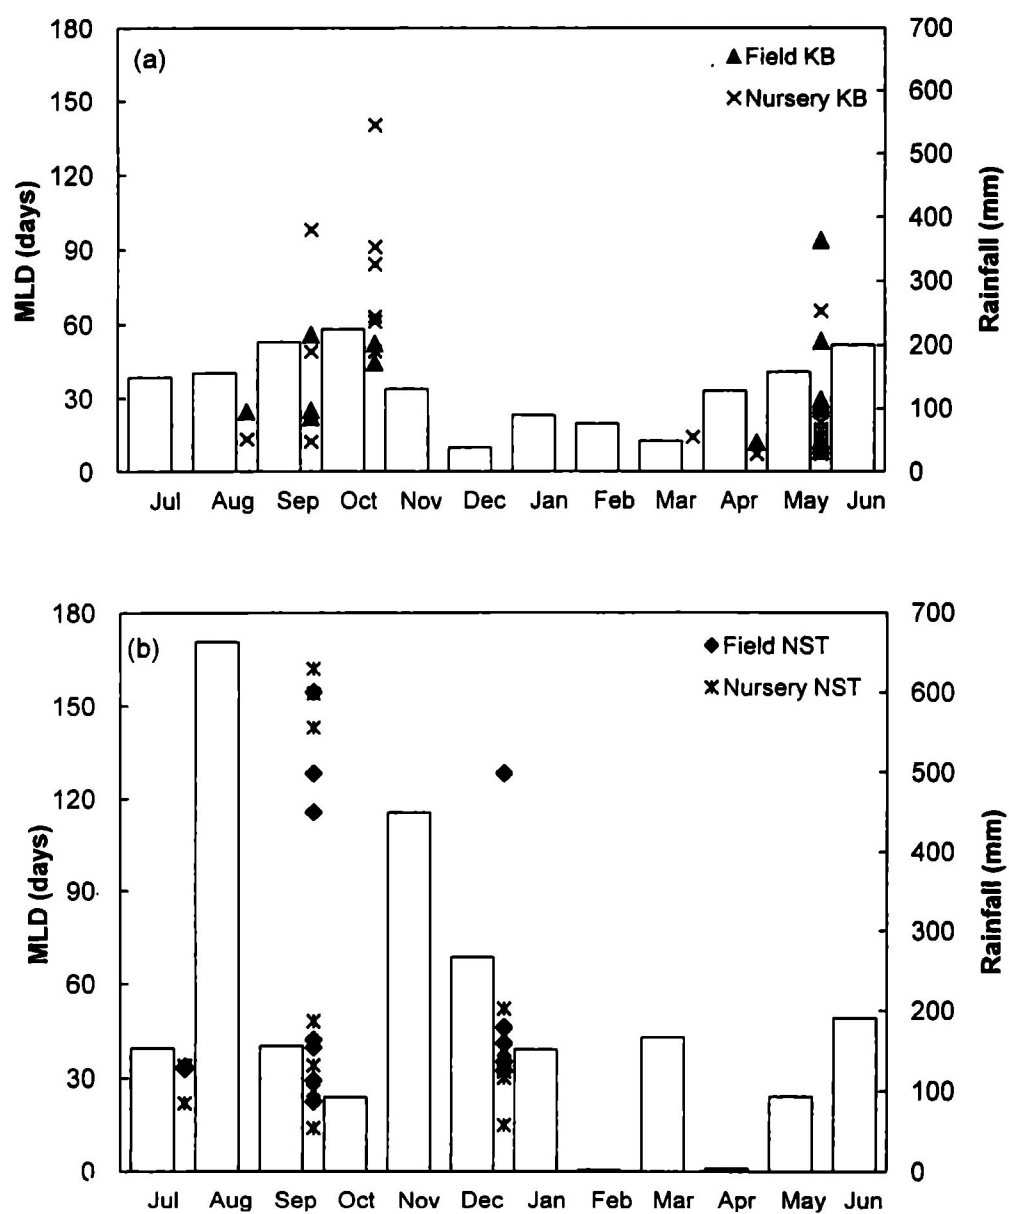 (a)
▲ Field KB
× Nursery KB
MLD (days)
180
150
120
90
60
30
0
Rainfall (mm)
700
600
500
400
300
200
100
0
Jul Aug Sep Oct Nov Dec Jan Feb Mar Apr May Jun
(b)
◆ Field NST
Nursery NST
MLD (days)
180
150
120
90
60
30
0
Rainfall (mm)
700
600
500
400
300
200
100
0
Jul Aug Sep Oct Nov Dec Jan Feb Mar Apr May Jun